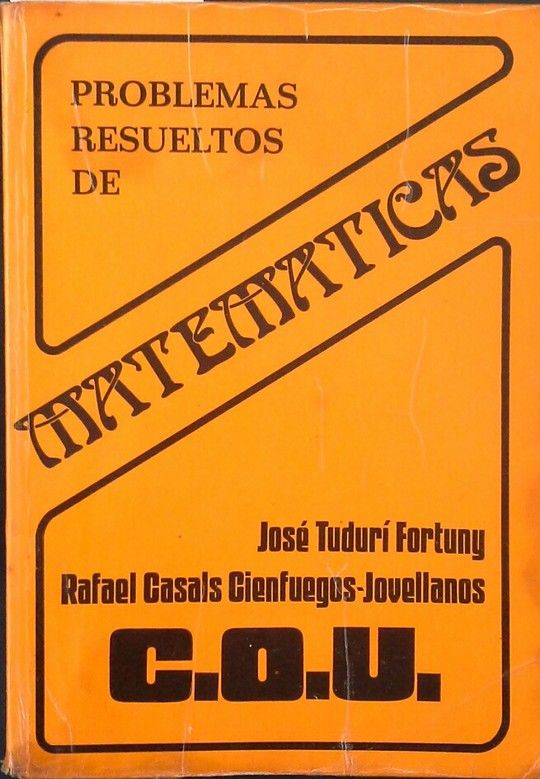 PROBLEMAS
RESUELTOS
DE
MATEMATICAS
José Tudurí Fortuny
Rafael Casals Cienfuegos-Jovellanos
C.O.U.